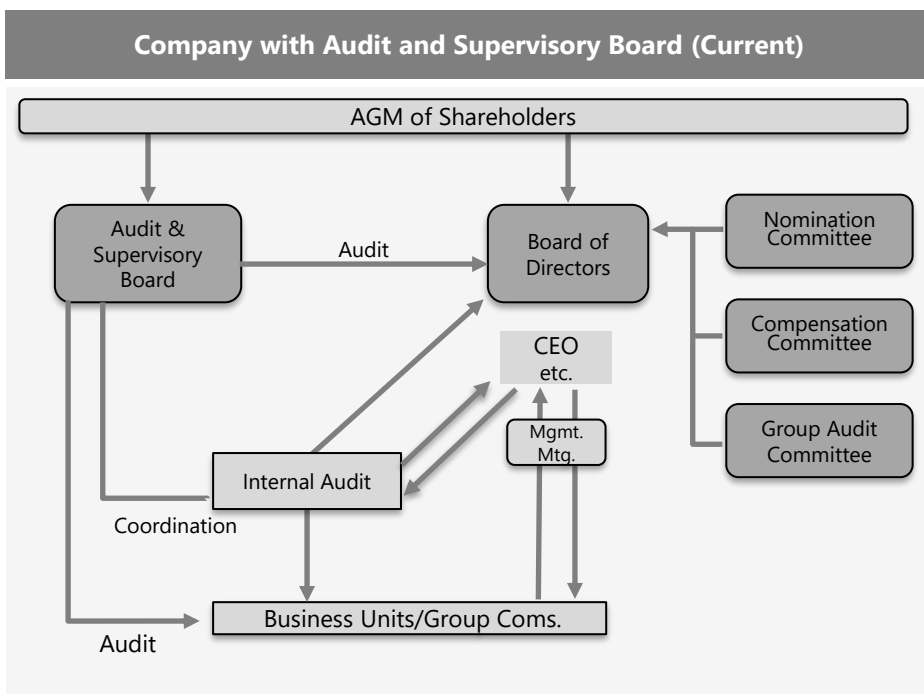 Company with Audit and Supervisory Board (Current)
AGM of Shareholders
Audit &
Supervisory
Board
Audit
Board of
Directors
Nomination
Committee
Compensation
Committee
Group Audit
Committee
CEO
etc.
Mgmt.
Mtg.
Internal Audit
Coordination
Business Units/Group Coms.
Audit